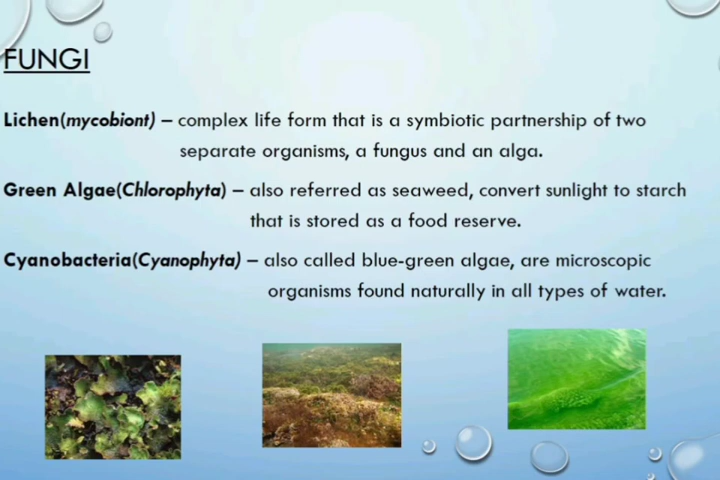 FUNGI
Lichen(mycobiont) – complex life form that is a symbiotic partnership of two
separate organisms, a fungus and an alga.
Green Algae(Chlorophyta) – also referred as seaweed, convert sunlight to starch
that is stored as a food reserve.
Cyanobacteria(Cyanophyta) – also called blue-green algae, are microscopic
organisms found naturally in all types of water.